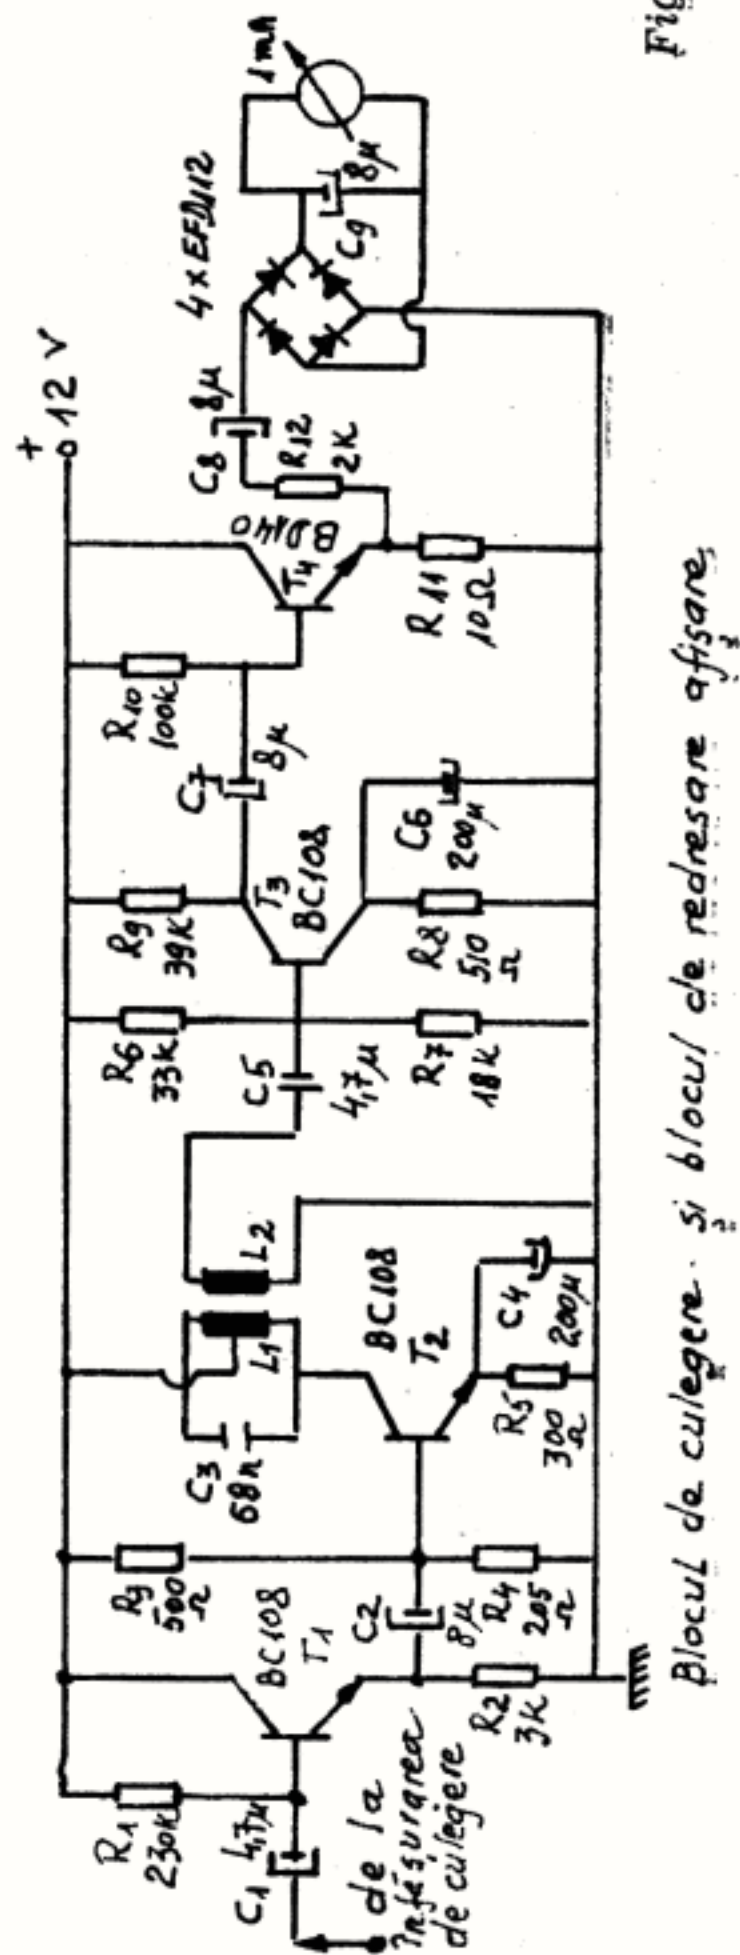 +
12 V
R1
230K
C1
4,7μ
de la
înfășurarea
de culegere
BC108
T1
R3
500
Ω
C2
8μ
R2
3K
R4
205
Ω
C3
68n
L1
L2
BC108
T2
R5
300
Ω
C4
200μ
R6
33K
C5
4,7μ
R7
18K
R9
39K
T3
BC108
R8
510
Ω
C6
200μ
C7
8μ
R10
100K
T4
BD140
R11
10Ω
C8
8μ
R12
2K
4xEFD112
C9
8μ
1mA
Blocul de culegere și blocul de redresare afișare
Fig